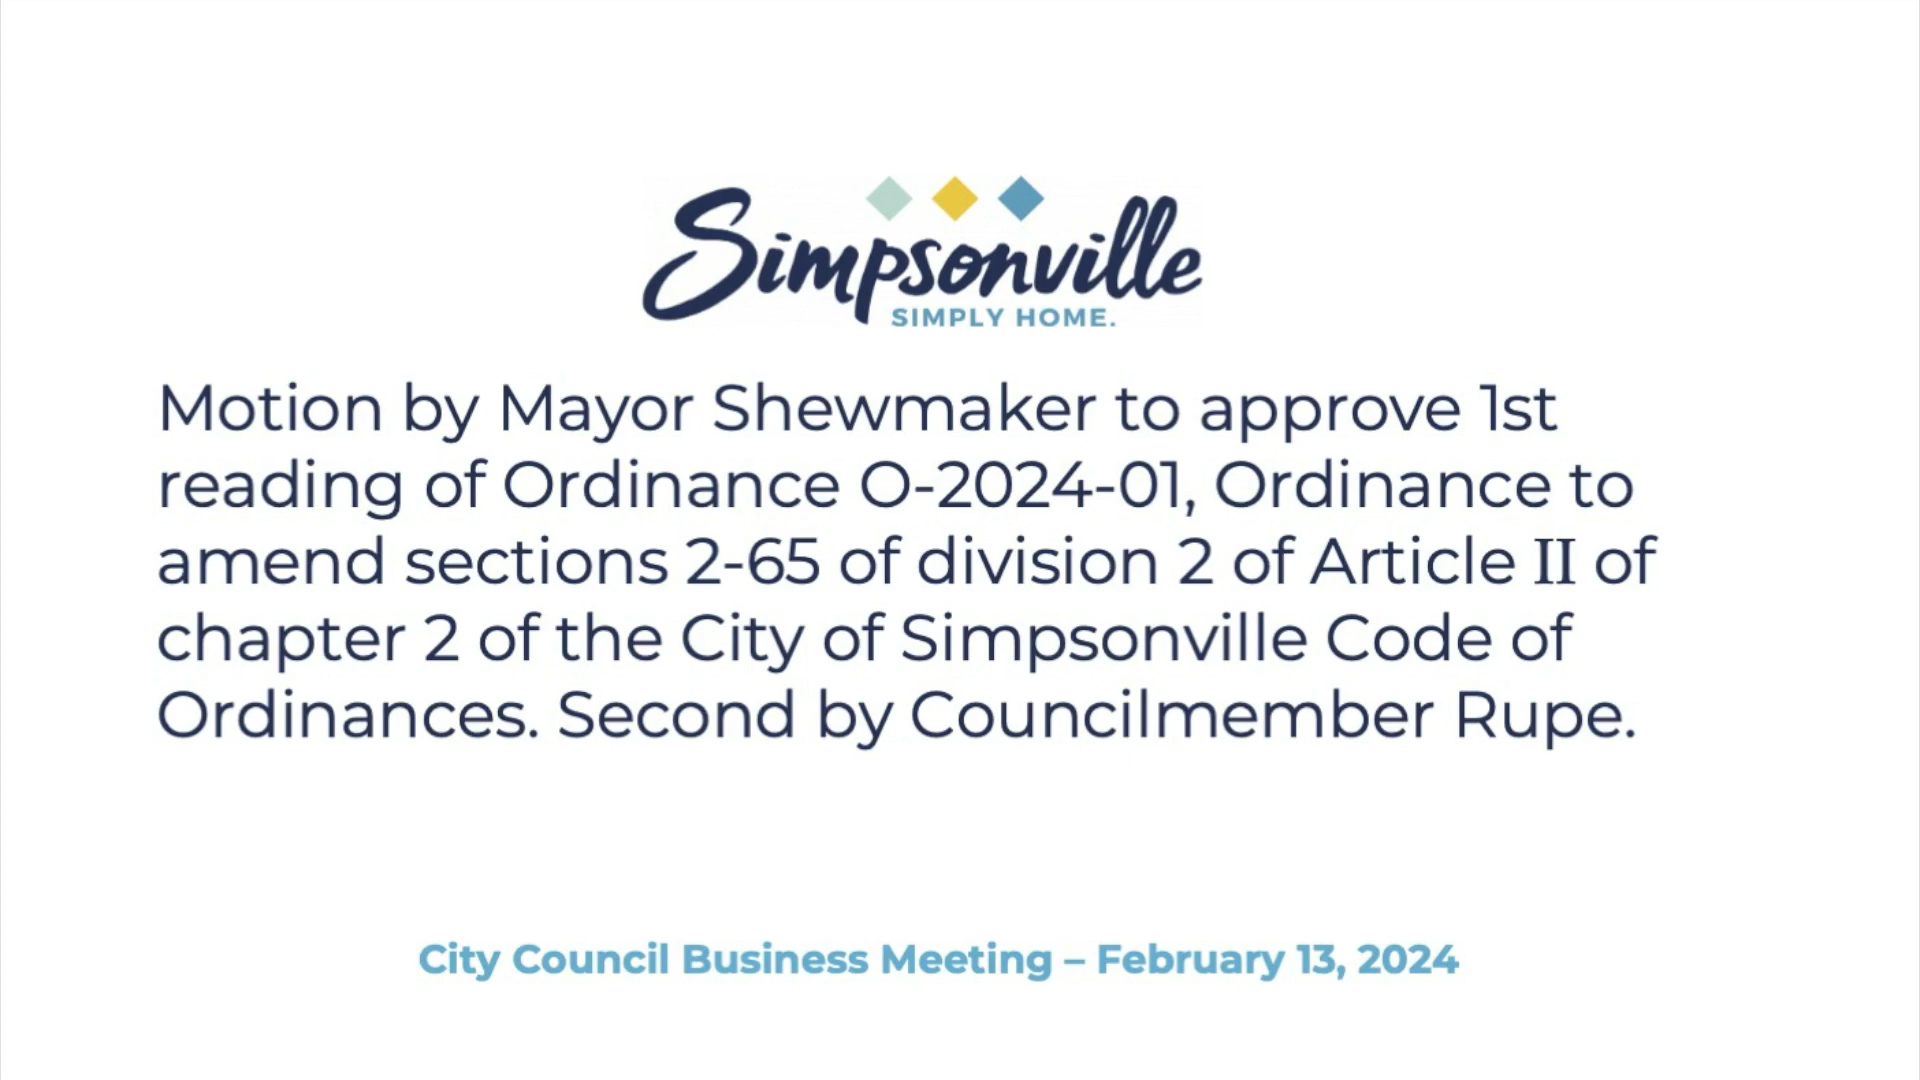 Simpsonville
SIMPLY HOME.
Motion by Mayor Shewmaker to approve 1st
reading of Ordinance O-2024-01, Ordinance to
amend sections 2-65 of division 2 of Article II of
chapter 2 of the City of Simpsonville Code of
Ordinances. Second by Councilmember Rupe.
City Council Business Meeting – February 13, 2024